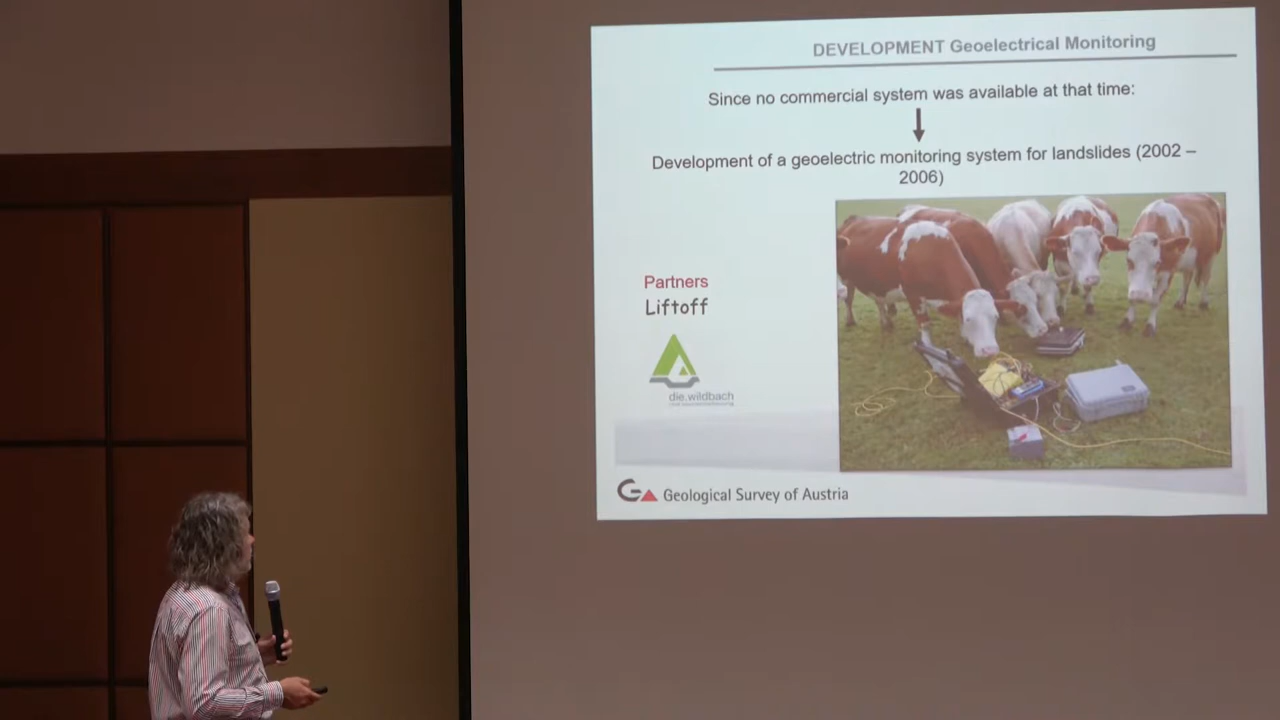 DEVELOPMENT Geoelectrical Monitoring
Since no commercial system was available at that time:
Development of a geoelectric monitoring system for landslides (2002 –
2006)
Partners
Liftoff
die.wildbach
Geological Survey of Austria